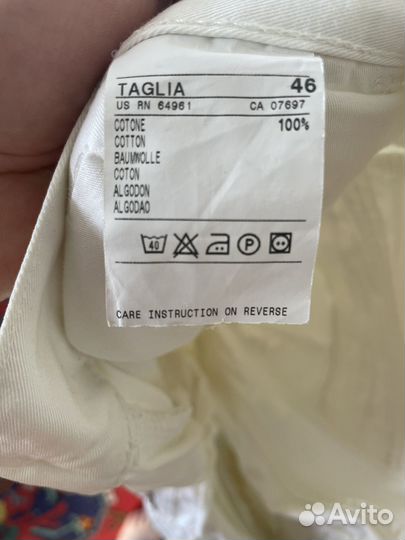 TAGLIA 46
US RN 64961 CA 07697
COTONE 100%
COTTON
BAUMWOLLE
COTON
ALGODON
ALGODAO
40 P
CARE INSTRUCTION ON REVERSE
Avito